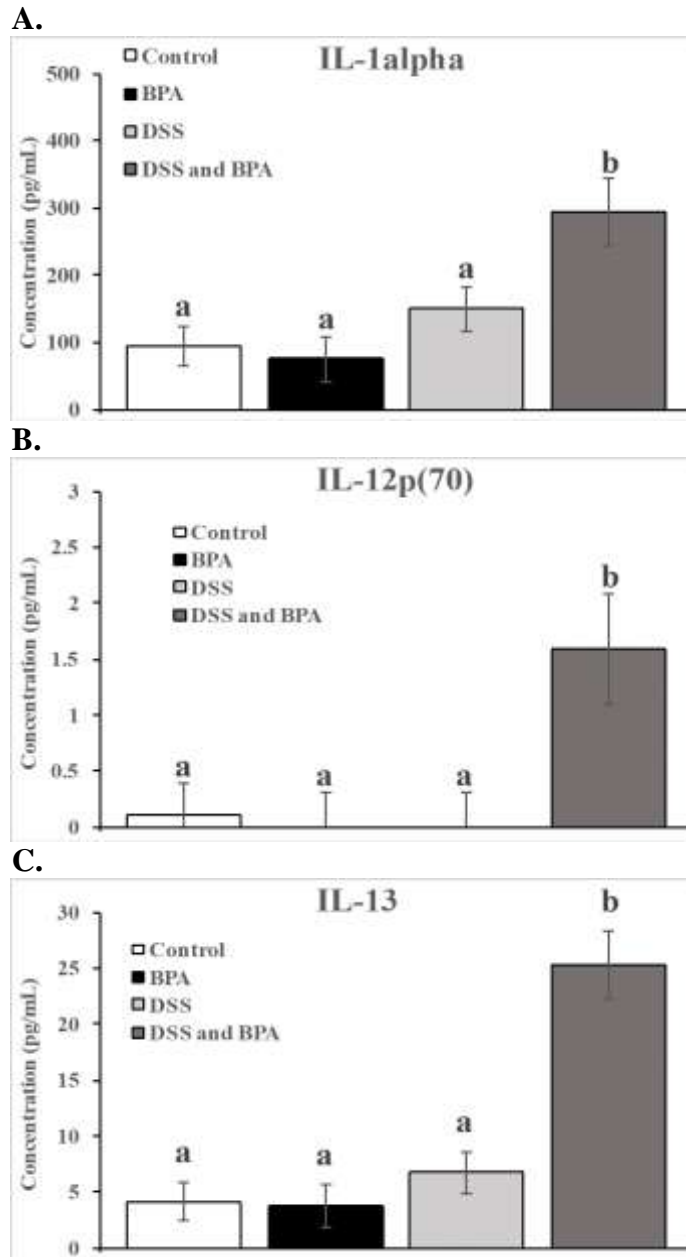 A.
IL-1alpha
Control
BPA
DSS
DSS and BPA
Concentration (pg/mL)
500
400
300
200
100
0
a
a
a
b
B.
IL-12p(70)
Control
BPA
DSS
DSS and BPA
Concentration (pg/mL)
3
2.5
2
1.5
1
0.5
0
a
a
a
b
C.
IL-13
Control
BPA
DSS
DSS and BPA
Concentration (pg/mL)
30
25
20
15
10
5
0
a
a
a
b